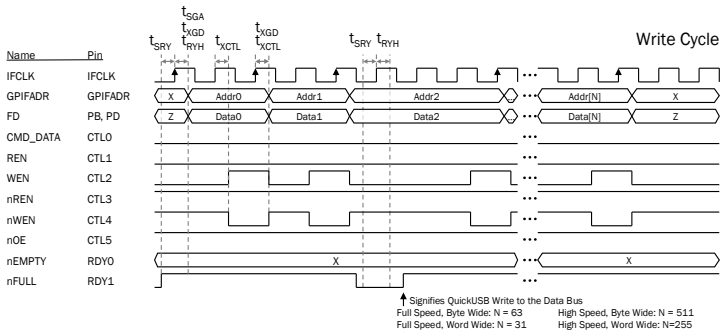 Write Cycle
tSGA
tXGD tXGD
tSRY tRYH tXCTL tXCTL tSRY tRYH
Name Pin
IFCLK IFCLK
GPIFADR GPIFADR X Addr0 Addr1 Addr2 ... Addr[N] X
FD PB, PD Z Data0 Data1 Data2 ... Data[N] Z
CMD_DATA CTL0
REN CTL1
WEN CTL2
nREN CTL3
nWEN CTL4
nOE CTL5
nEMPTY RDY0 X X
nFULL RDY1
Signifies QuickUSB Write to the Data Bus
Full Speed, Byte Wide: N = 63 High Speed, Byte Wide: N = 511
Full Speed, Word Wide: N = 31 High Speed, Word Wide: N=255